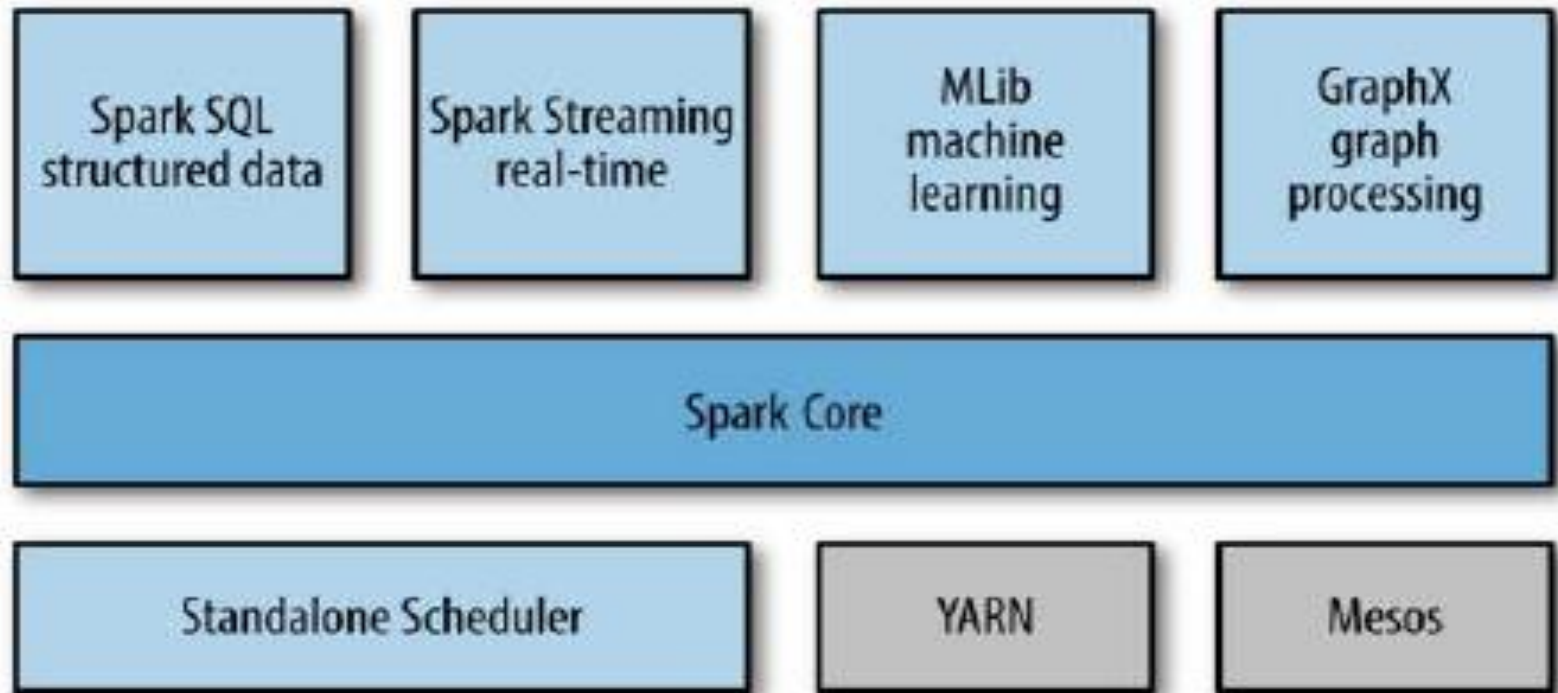 Spark SQL
structured data
Spark Streaming
real-time
MLib
machine
learning
GraphX
graph
processing
Spark Core
Standalone Scheduler
YARN
Mesos